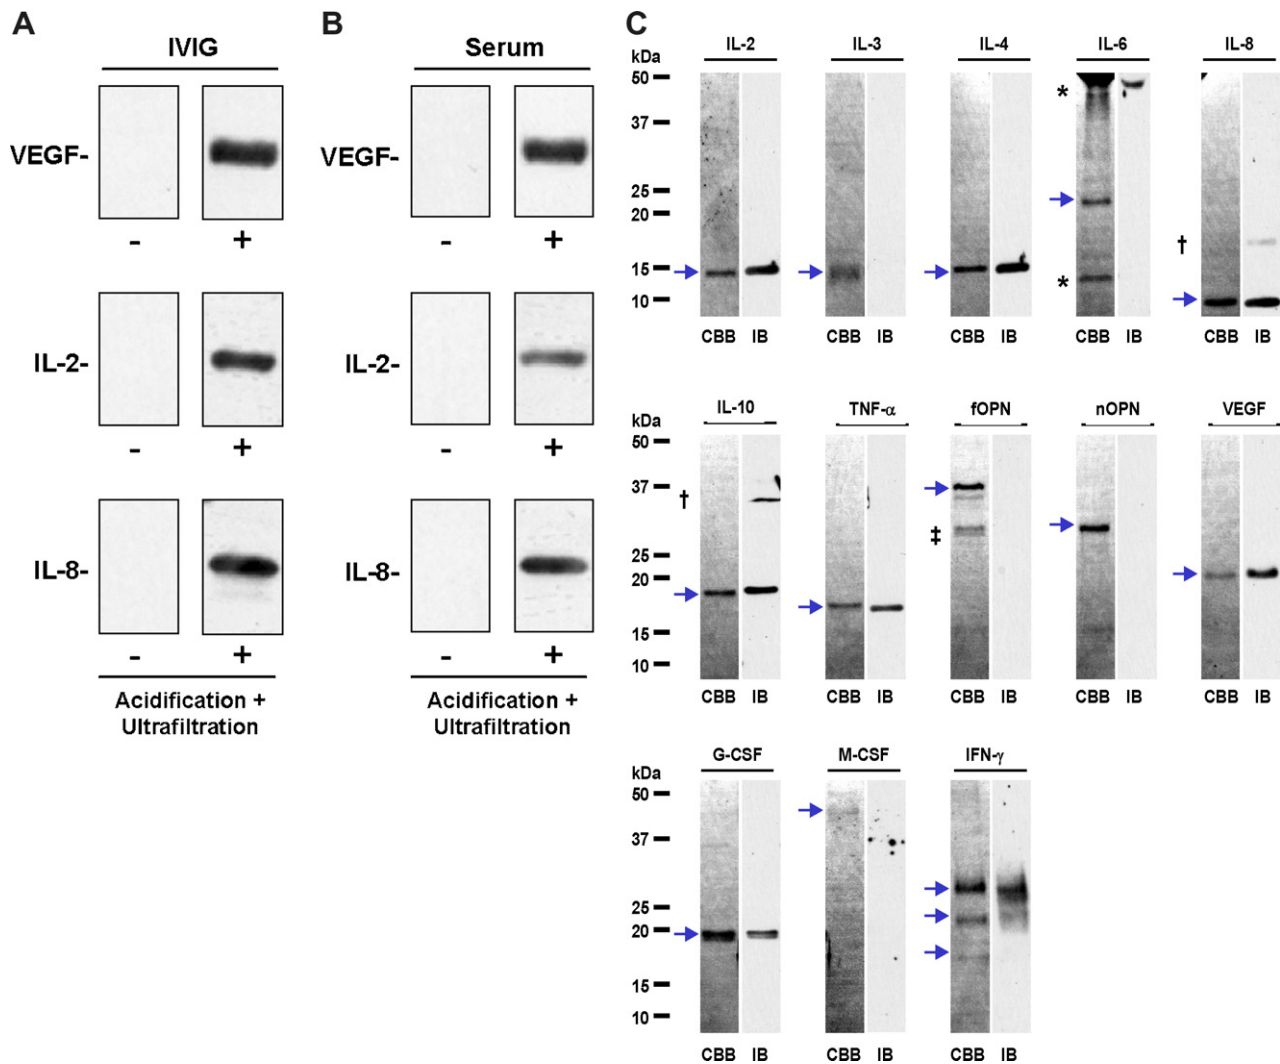 A
IVIG
VEGF-
- +
IL-2-
- +
IL-8-
- +
Acidification +
Ultrafiltration
B
Serum
VEGF-
- +
IL-2-
- +
IL-8-
- +
Acidification +
Ultrafiltration
C
IL-2 IL-3 IL-4 IL-6 IL-8
kDa
50
*
37
25
20
†
15
*
10
CBB IB CBB IB CBB IB CBB IB CBB IB
IL-10 TNF-α fOPN nOPN VEGF
kDa
50
37
†
‡
25
20
15
10
CBB IB CBB IB CBB IB CBB IB CBB IB
G-CSF M-CSF IFN-γ
kDa
50
37
25
20
15
10
CBB IB CBB IB CBB IB